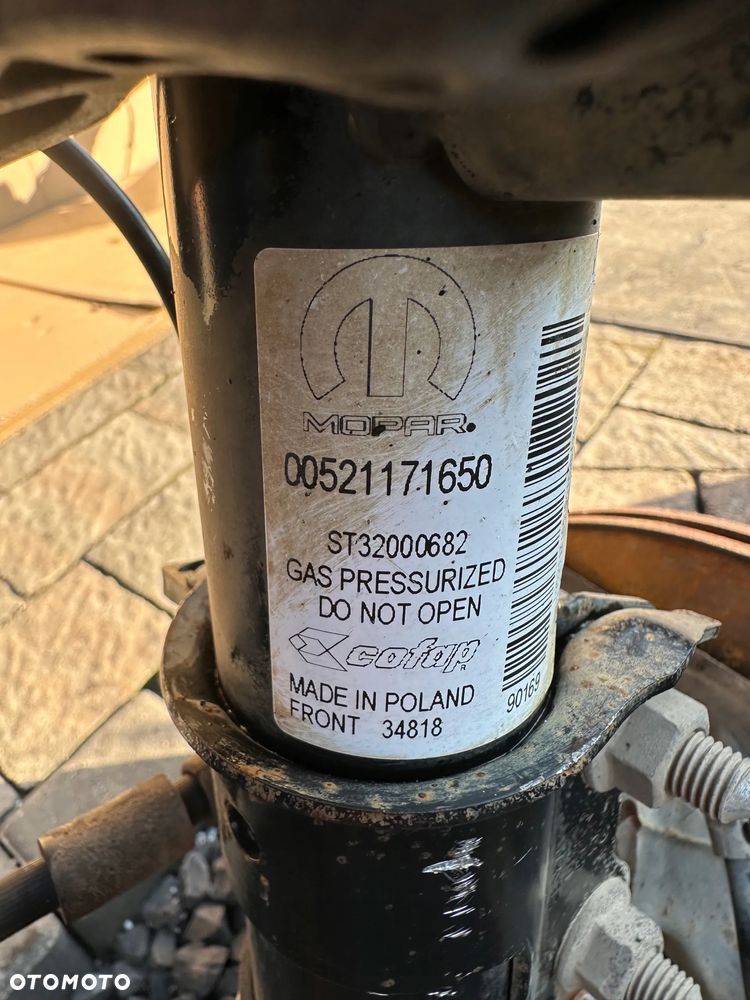 MOPAR.
00521171650
ST32000682
GAS PRESSURIZED
DO NOT OPEN
cofap
R
MADE IN POLAND
FRONT 34818
90169
OTOMOTO